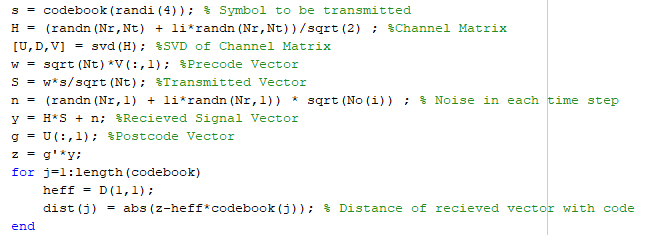 s = codebook(randi(4)); % Symbol to be transmitted
H = (randn(Nr,Nt) + 1i*randn(Nr,Nt))/sqrt(2) ; %Channel Matrix
[U,D,V] = svd(H); %SVD of Channel Matrix
w = sqrt(Nt)*V(:,1); %Precode Vector
S = w*s/sqrt(Nt); %Transmitted Vector
n = (randn(Nr,1) + 1i*randn(Nr,1)) * sqrt(No(i)) ; % Noise in each time step
y = H*S + n; %Recieved Signal Vector
g = U(:,1); %Postcode Vector
z = g'*y;
for j=1:length(codebook)
heff = D(1,1);
dist(j) = abs(z-heff*codebook(j)); % Distance of recieved vector with code
end